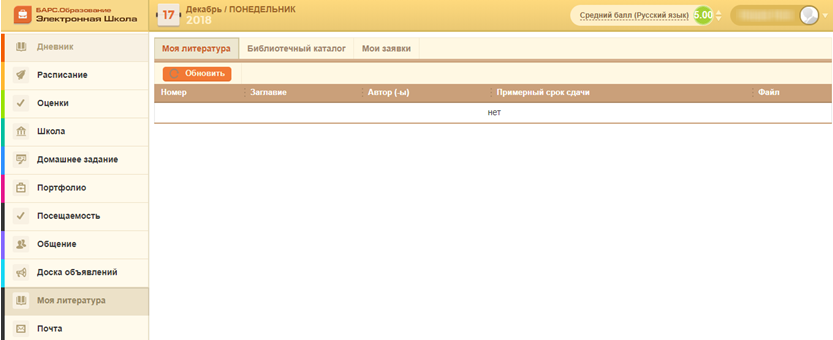 БАРС.Образование
Электронная Школа
17
Декабрь / ПОНЕДЕЛЬНИК
2018
Средний балл (Русский язык) 5.00
Дневник
Расписание
Оценки
Школа
Домашнее задание
Портфолио
Посещаемость
Общение
Доска объявлений
Моя литература
Почта
Моя литература Библиотечный каталог Мои заявки
Обновить
Номер Заглавие Автор (-ы) Примерный срок сдачи Файл
нет